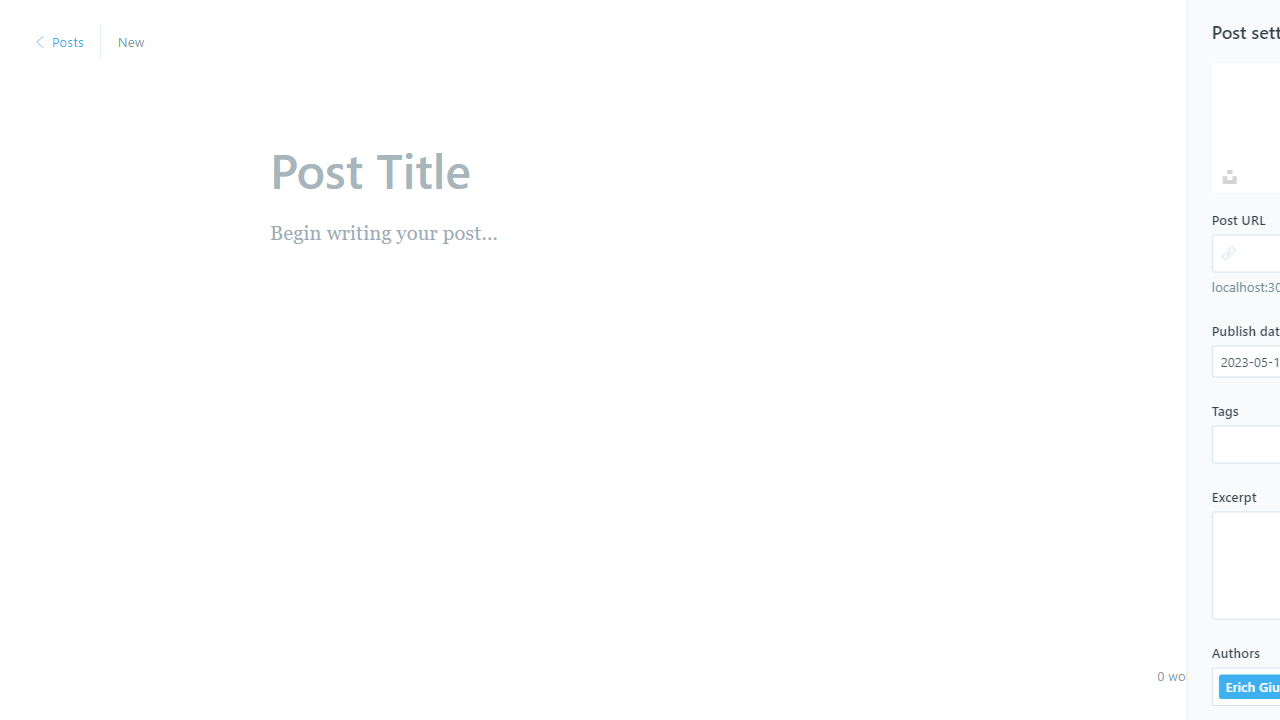 Posts
New
Post Title
Begin writing your post...
0 wo
Post sett
Post URL
localhost:30
Publish dat
2023-05-1
Tags
Excerpt
Authors
Erich Giu